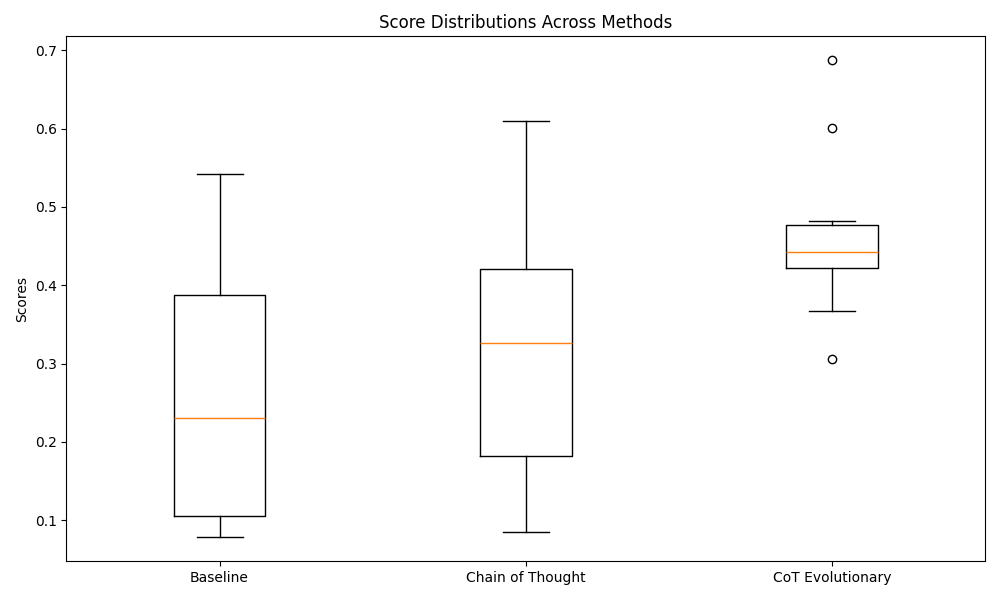 Score Distributions Across Methods
Scores
0.7
0.6
0.5
0.4
0.3
0.2
0.1
Baseline
Chain of Thought
CoT Evolutionary